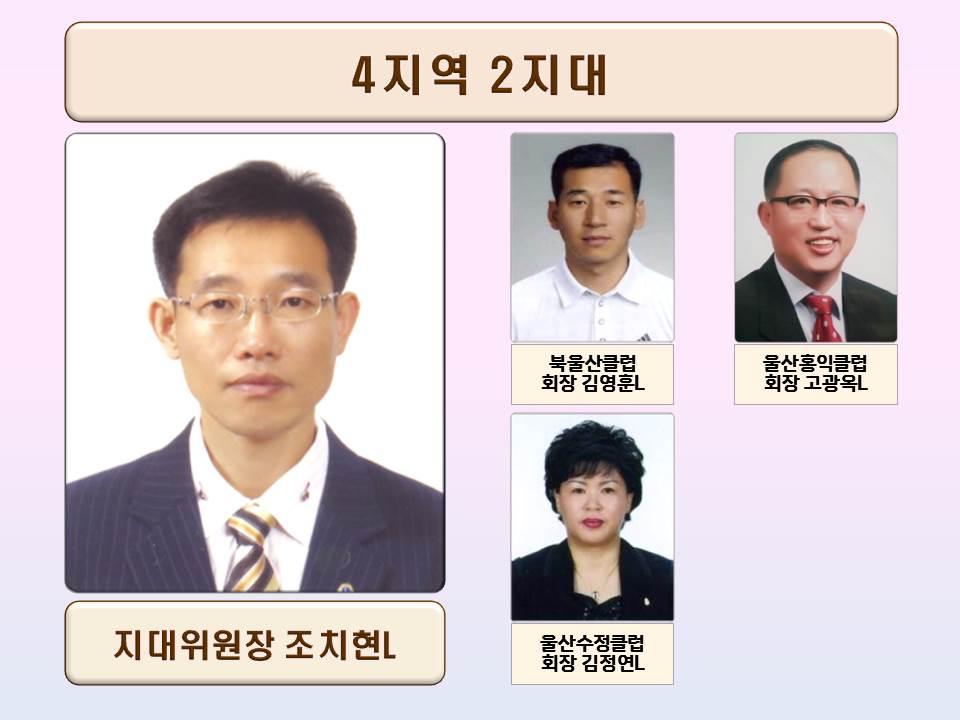 4지역 2지대
지대위원장 조치현L
북울산클럽
회장 김영훈L
울산홍익클럽
회장 고광옥L
울산수정클럽
회장 김정연L